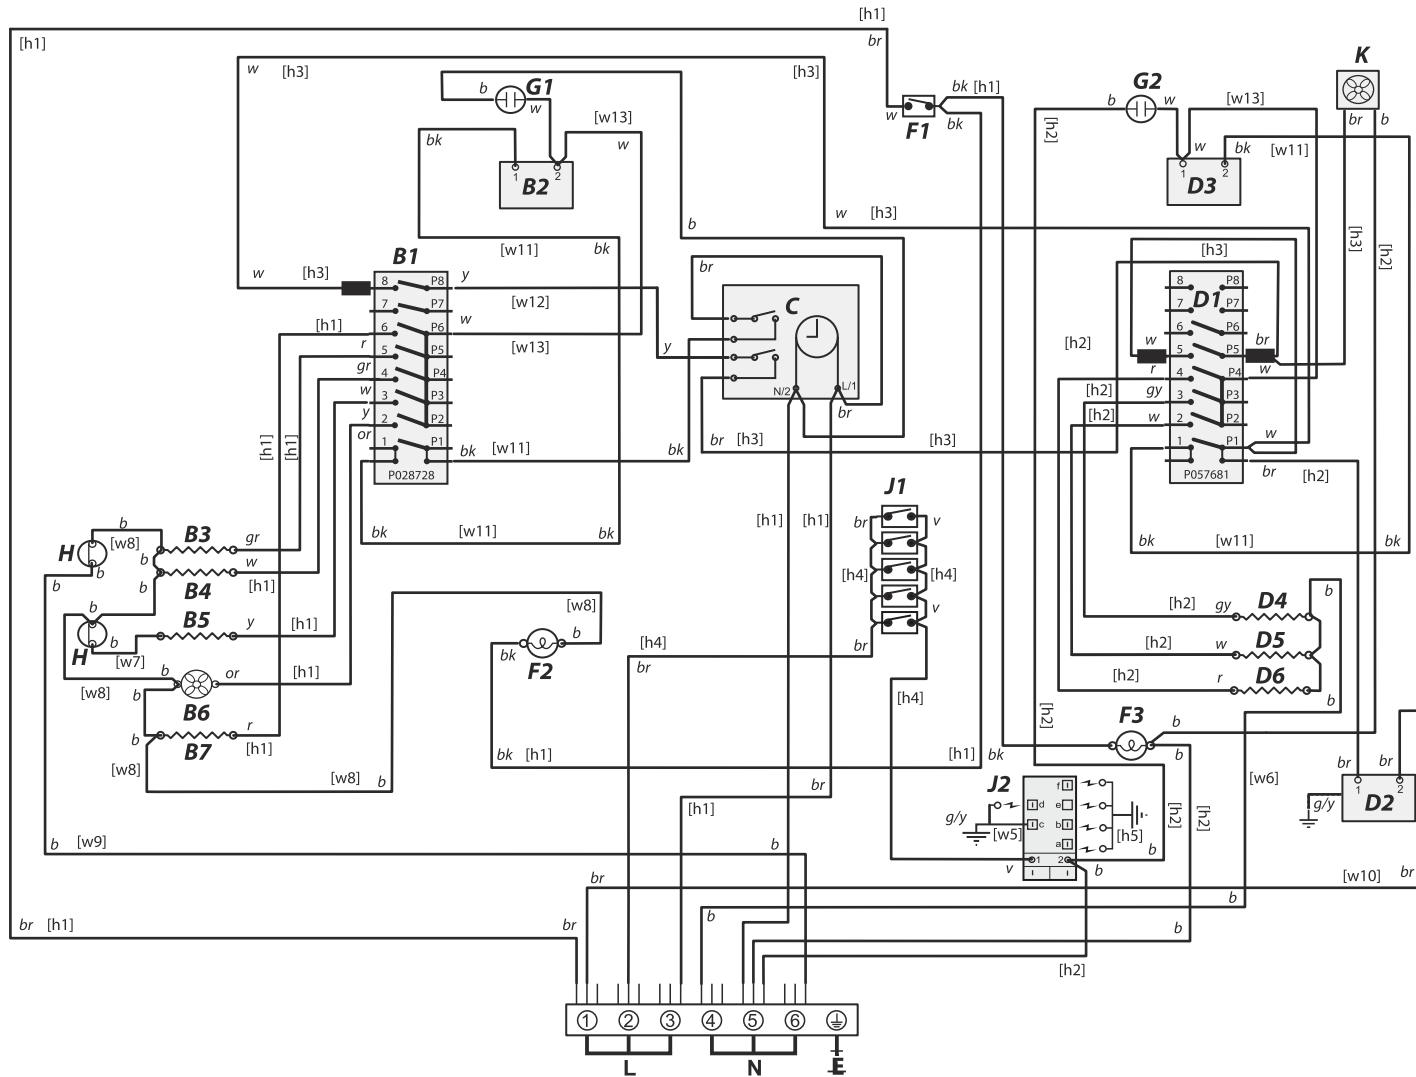 [h1]
[h1]
br
w
[h3]
[h3]
K
b
G1
w
bk
[h1]
G2
b
w
[w13]
br
b
[w13]
w
F1
bk
w
[h2]
bk
w
bk
[w11]
1
2
B2
1
2
D3
w
[h3]
b
[h3]
[h2]
[w11]
bk
B1
br
[h3]
w
[h3]
8
P8
y
[w12]
7
P7
w
6
P6
[w13]
5
P5
4
P4
3
P3
2
P2
1
P1
P028728
[h1]
r
gr
w
y
or
bk
[w11]
bk
y
C
N/2
L/1
br
br
[h3]
[h3]
8
P8
7
D1
P7
6
P6
5
P5
4
P4
3
P3
2
P2
1
P1
P057681
[h2]
w
r
br
w
[h2]
gy
[h2]
w
w
br
[h2]
[h1]
[h1]
bk
[w11]
bk
bk
[w11]
bk
J1
br
v
[h4]
[h4]
v
br
[h1]
[h1]
b
[w8]
H
b
b
b
B3
gr
b
w
B4
[h1]
b
b
H
[w7]
B5
y
[h1]
b
or
[h1]
[w8]
b
B6
r
b
B7
[h1]
[w8]
[w8]
b
[w8]
bk
b
F2
[h4]
br
[h4]
bk
[h1]
[h1]
bk
br
[h1]
[h2]
gy
D4
b
[h2]
w
D5
[h2]
r
D6
b
[h2]
F3
b
b
[w6]
br
br
1
2
D2
g/y
J2
f
d
e
c
b
a
1
2
g/y
[w5]
[h5]
v
b
b
[h2]
[h2]
b
[w9]
b
br
[w10]
br
b
b
br
[h1]
br
b
[h2]
1
2
3
4
5
6
L
N
E